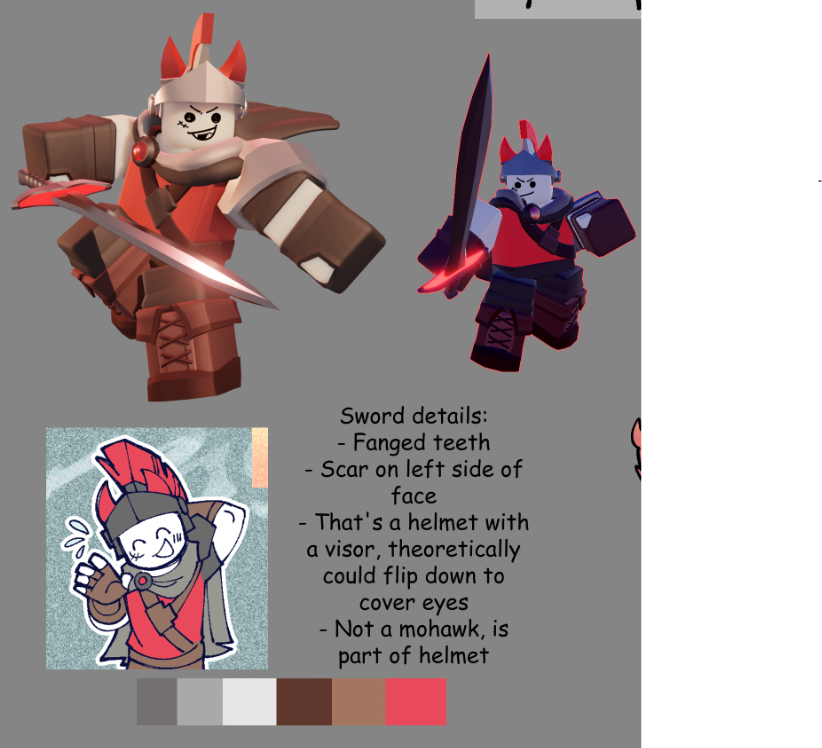 Sword details:
- Fanged teeth
- Scar on left side of
face
- That's a helmet with
a visor, theoretically
could flip down to
cover eyes
- Not a mohawk, is
part of helmet